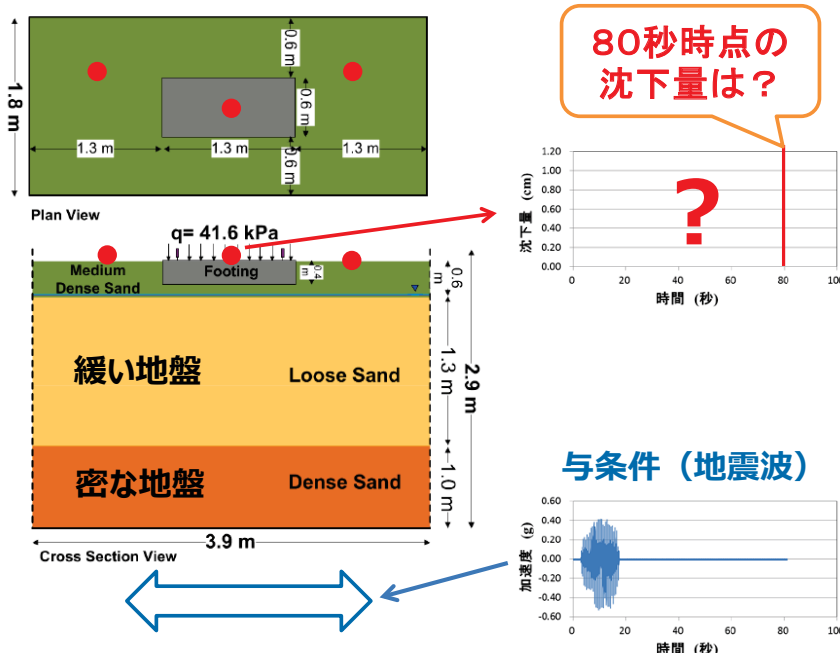 1.8 m
0.6 m
0.6 m
0.6 m
1.3 m
1.3 m
1.3 m
Plan View
80秒時点の
沈下量は？
沈下量 (cm)
1.20
1.00
0.80
0.60
0.40
0.20
0.00
?
0
20
40
60
80
100
時間 (秒)
q= 41.6 kPa
Medium
Dense Sand
Footing
0.4
m
0.6
m
緩い地盤
Loose Sand
1.3 m
2.9 m
密な地盤
Dense Sand
1.0 m
3.9 m
Cross Section View
与条件（地震波）
加速度 (g)
0.60
0.40
0.20
0.00
-0.20
-0.40
-0.60
0
20
40
60
80
100
時間 (秒)